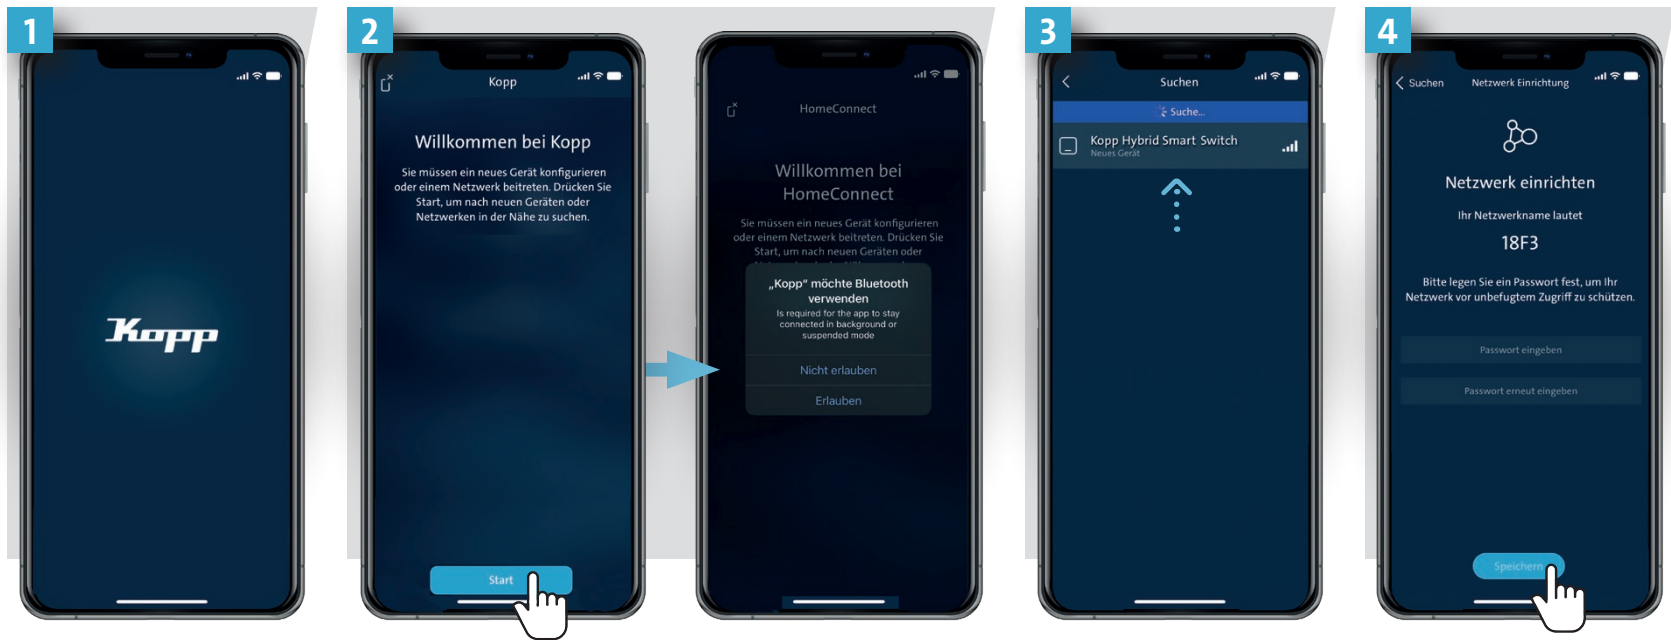 1
Kopp
2
Kopp
Willkommen bei Kopp
Sie müssen ein neues Gerät konfigurieren
oder einem Netzwerk beitreten. Drücken Sie
Start, um nach neuen Geräten oder
Netzwerken in der Nähe zu suchen.
Start
HomeConnect
Willkommen bei
HomeConnect
Sie müssen ein neues Gerät konfigurieren
oder einem Netzwerk beitreten. Drücken Sie
Start, um nach neuen Geräten oder
„Kopp“ möchte Bluetooth
verwenden
Is required for the app to stay
connected in background or
suspended mode
Nicht erlauben
Erlauben
3
Suchen
Suche...
Kopp Hybrid Smart Switch
Neues Gerät
4
Suchen
Netzwerk Einrichtung
Netzwerk einrichten
Ihr Netzwerkname lautet
18F3
Bitte legen Sie ein Passwort fest, um Ihr
Netzwerk vor unbefugtem Zugriff zu schützen.
Passwort eingeben
Passwort erneut eingeben
Speichern